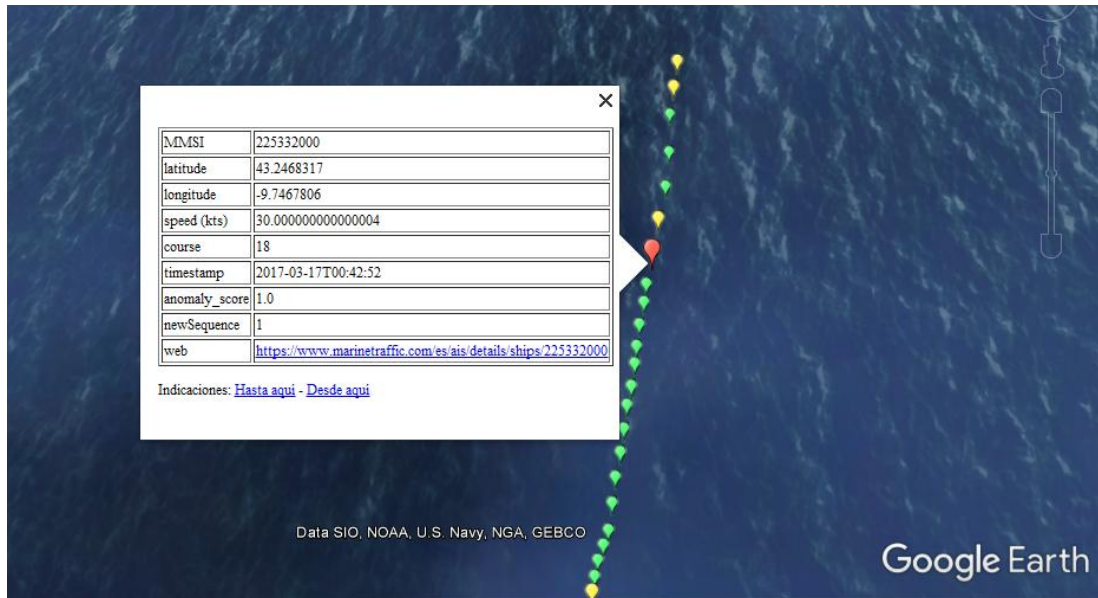 MMSI 225332000
latitude 43.2468317
longitude -9.7467806
speed (kts) 30.000000000000004
course 18
timestamp 2017-03-17T00:42:52
anomaly_score 1.0
newSequence 1
web https://www.marinetraffic.com/es/ais/details/ships/225332000
Indicaciones: Hasta aquí - Desde aquí
Data SIO, NOAA, U.S. Navy, NGA, GEBCO
Google Earth